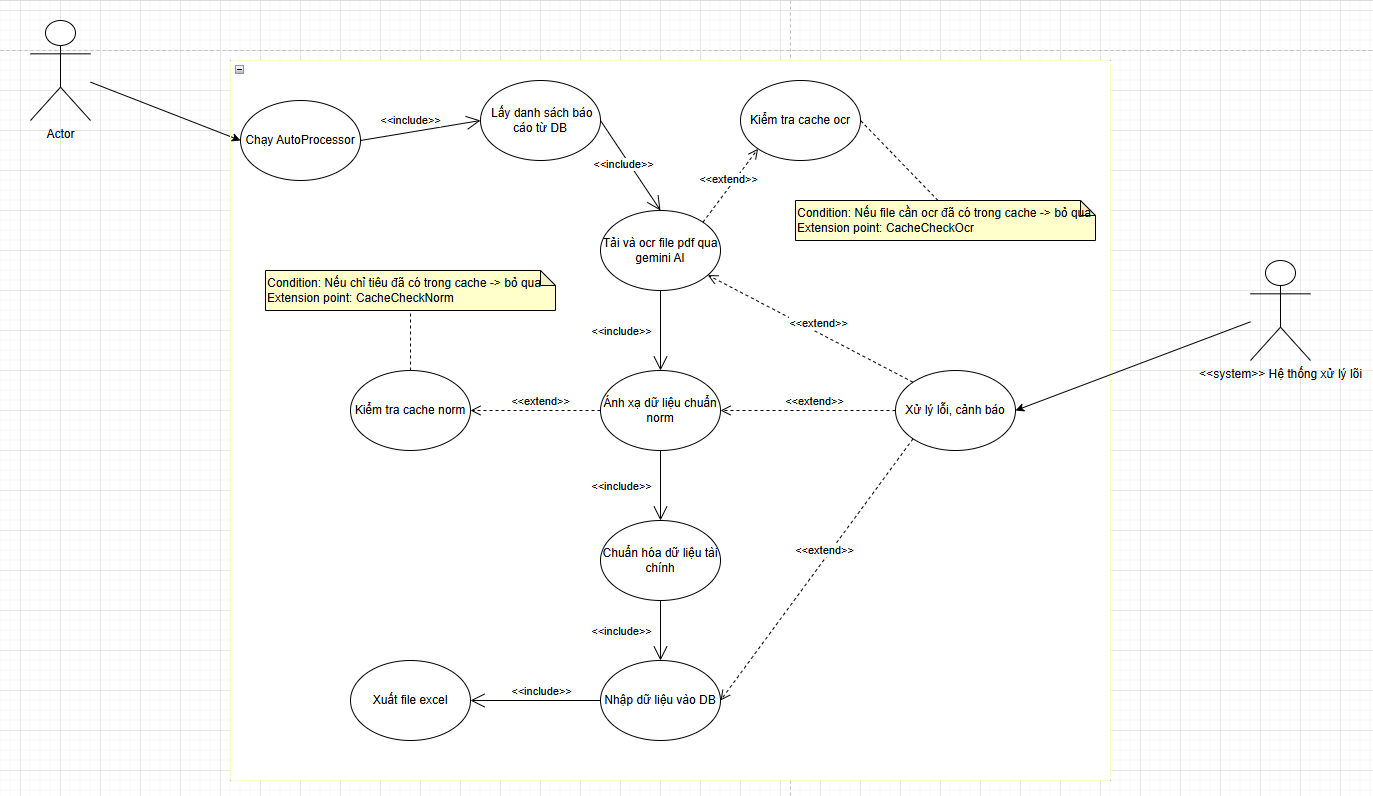 Actor
Chạy AutoProcessor
<<include>>
Lấy danh sách báo
cáo từ DB
<<include>>
Kiểm tra cache ocr
<<extend>>
Condition: Nếu file cần ocr đã có trong cache -> bỏ qua
Extension point: CacheCheckOcr
Tải và ocr file pdf qua
gemini AI
Condition: Nếu chỉ tiêu đã có trong cache -> bỏ qua
Extension point: CacheCheckNorm
<<include>>
<<extend>>
<<system>> Hệ thống xử lý lỗi
Kiểm tra cache norm
<<extend>>
Ánh xạ dữ liệu chuẩn
norm
<<extend>>
Xử lý lỗi, cảnh báo
<<include>>
Chuẩn hóa dữ liệu tài
chính
<<extend>>
<<include>>
Xuất file excel
<<include>>
Nhập dữ liệu vào DB